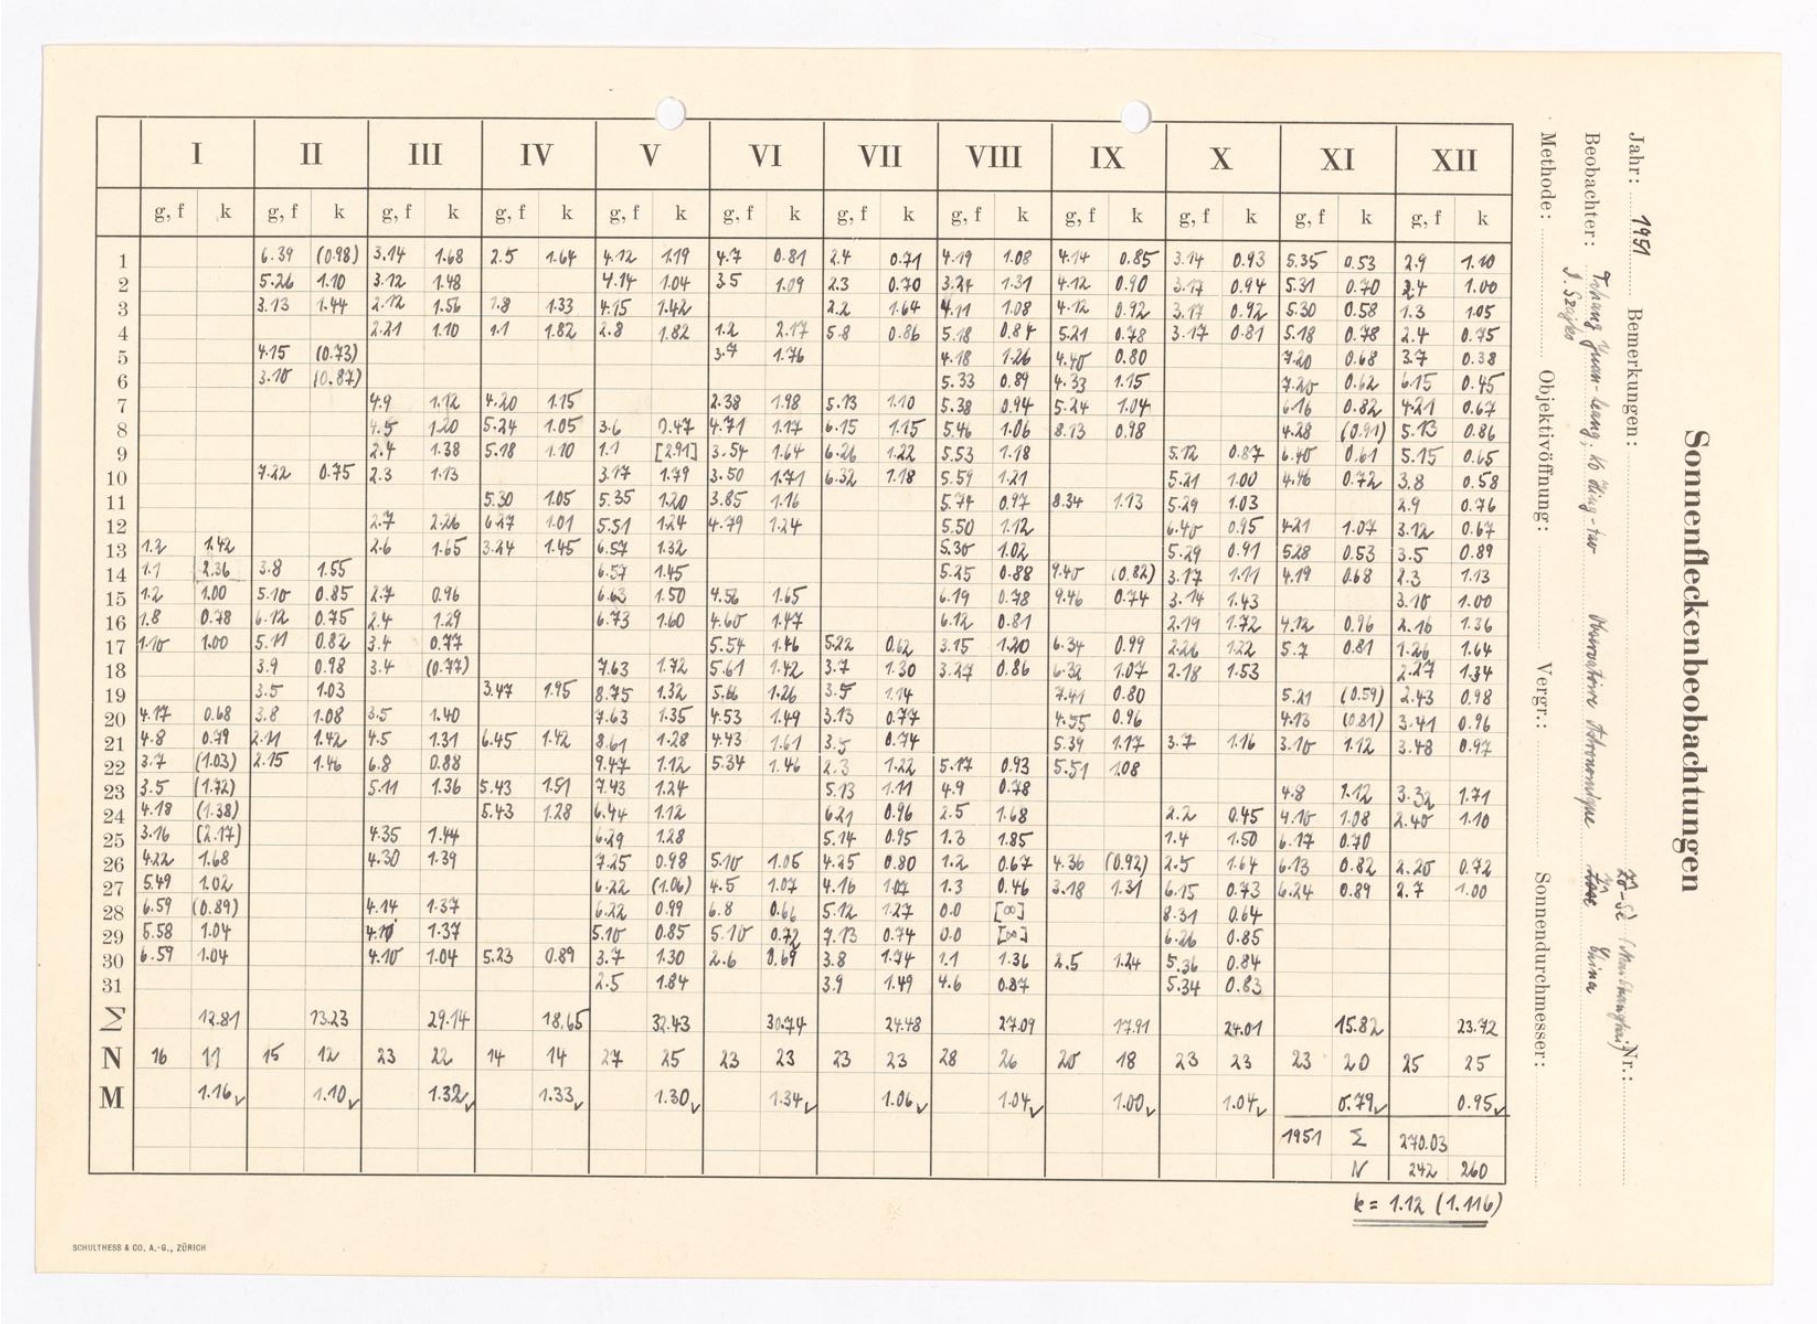 I II III IV V VI VII VIII IX X XI XII
g, f k g, f k g, f k g, f k g, f k g, f k g, f k g, f k g, f k g, f k g, f k g, f k
1 6.39 (0.98) 3.14 1.68 2.5 1.64 4.12 1.19 4.7 0.81 2.4 0.71 4.19 1.08 4.14 0.85 3.14 0.93 5.35 0.53 2.9 1.10
2 5.26 1.10 3.12 1.48 4.14 1.04 3.5 1.09 2.3 0.70 3.24 1.31 4.12 0.90 3.17 0.94 5.31 0.70 2.4 1.00
3 3.13 1.44 2.12 1.56 1.8 1.33 4.15 1.42 2.2 1.64 4.11 1.08 4.12 0.92 3.17 0.92 5.30 0.58 1.3 1.05
4 2.21 1.10 1.1 1.82 2.8 1.82 1.2 2.17 5.8 0.86 5.18 0.84 5.21 0.78 3.17 0.81 5.18 0.78 2.4 0.75
5 4.15 (0.73) 3.7 1.76 4.18 1.26 4.40 0.80 7.20 0.68 3.7 0.38
6 3.10 (0.87) 5.33 0.89 4.33 1.15 7.20 0.62 6.15 0.45
7 4.9 1.12 4.20 1.15 2.38 1.98 5.13 1.10 5.38 0.94 5.24 1.04 6.16 0.82 4.21 0.67
8 4.5 1.20 5.24 1.05 3.6 0.47 4.71 1.17 6.15 1.15 5.46 1.06 8.13 0.98 4.28 (0.91) 5.13 0.86
9 2.4 1.38 5.18 1.10 1.1 [2.91] 3.54 1.64 6.26 1.22 5.53 1.18 5.12 0.87 6.40 0.61 5.15 0.65
10 7.22 0.75 2.3 1.13 3.17 1.79 3.50 1.71 6.32 1.18 5.59 1.21 5.21 1.00 4.46 0.72 3.8 0.58
11 5.30 1.05 5.35 1.20 3.85 1.16 5.74 0.97 8.34 1.13 5.29 1.03 2.9 0.76
12 2.7 2.26 6.27 1.01 5.51 1.24 4.79 1.24 5.50 1.12 6.40 0.95 4.21 1.07 3.12 0.67
13 1.2 1.42 2.6 1.65 3.24 1.45 6.57 1.32 5.30 1.02 5.29 0.91 5.28 0.53 3.5 0.89
14 1.1 2.36 3.8 1.55 6.57 1.45 5.25 0.88 9.40 (0.82) 3.17 1.11 4.19 0.68 2.3 1.13
15 1.2 1.00 5.10 0.85 2.7 0.96 6.63 1.50 4.56 1.65 6.19 0.78 9.46 0.74 3.14 1.43 3.10 1.00
16 1.8 0.78 6.12 0.75 2.4 1.29 6.73 1.60 4.60 1.47 6.12 0.81 2.19 1.72 4.12 0.96 2.16 1.36
17 1.10 1.00 5.11 0.82 3.4 0.77 5.54 1.46 5.22 0.62 3.15 1.20 6.34 0.99 2.26 1.22 5.7 0.81 1.26 1.64
18 3.9 0.98 3.4 (0.77) 7.63 1.72 5.61 1.42 3.7 1.30 3.27 0.86 6.32 1.07 2.18 1.53 2.27 1.34
19 3.5 1.03 3.47 1.95 8.75 1.32 5.66 1.26 3.5 1.14 7.41 0.80 5.21 (0.59) 2.43 0.98
20 4.17 0.68 3.8 1.08 3.5 1.40 7.63 1.35 4.53 1.49 3.13 0.77 4.55 0.96 4.13 (0.81) 3.41 0.96
21 4.8 0.79 2.11 1.42 4.5 1.31 6.45 1.42 8.61 1.28 4.43 1.61 3.5 0.74 5.39 1.17 3.7 1.16 3.10 1.12 3.48 0.97
22 3.7 (1.03) 2.15 1.46 6.8 0.88 9.47 1.12 5.34 1.46 2.3 1.22 5.17 0.93 5.51 1.08
23 3.5 (1.72) 5.11 1.36 5.43 1.51 7.43 1.24 5.13 1.11 4.9 0.78 4.8 1.12 3.32 1.71
24 4.18 (1.38) 5.43 1.28 6.44 1.12 6.21 0.96 2.5 1.68 2.2 0.45 4.10 1.08 2.40 1.10
25 3.16 (2.17) 4.35 1.44 6.29 1.28 5.14 0.95 1.3 1.85 1.4 1.50 6.17 0.70
26 4.22 1.68 4.30 1.39 7.25 0.98 5.10 1.05 4.25 0.80 1.2 0.67 4.36 (0.92) 2.5 1.64 6.13 0.82 2.20 0.72
27 5.49 1.02 6.22 (1.06) 4.5 1.07 4.16 1.07 1.3 0.46 3.18 1.31 6.15 0.73 6.24 0.89 2.7 1.00
28 6.59 (0.89) 4.14 1.37 6.22 0.99 6.8 0.66 5.12 1.27 0.0 [∞] 8.31 0.64
29 5.58 1.04 4.10 1.37 5.10 0.85 5.10 0.72 7.13 0.74 0.0 [∞] 6.26 0.85
30 6.59 1.04 4.10 1.04 5.23 0.89 3.7 1.30 2.6 0.69 3.8 1.74 1.1 1.36 2.5 1.24 5.36 0.84
31 2.5 1.84 3.9 1.49 4.6 0.87 5.34 0.83
Σ 12.81 13.23 29.14 18.65 32.43 30.74 24.48 27.09 17.91 24.01 15.82 23.72
N 16 11 15 12 23 22 14 14 27 25 23 23 23 23 28 26 20 18 23 23 23 20 25 25
M 1.16✓ 1.10✓ 1.32✓ 1.33✓ 1.30✓ 1.34✓ 1.06✓ 1.04✓ 1.00✓ 1.04✓ 0.79✓ 0.95✓
1951 Σ 270.03
N 242 260
k = 1.12 (1.116)
SCHULTHESS & CO. A.-G., ZÜRICH
Sonnenfleckenbeobachtungen
Jahr: 1951 Bemerkungen: Zô-Sè Nr.:
Beobachter: Observatoire Astronomique China
Methode: Objektivöffnung: Vergr.: Sonnendurchmesser: